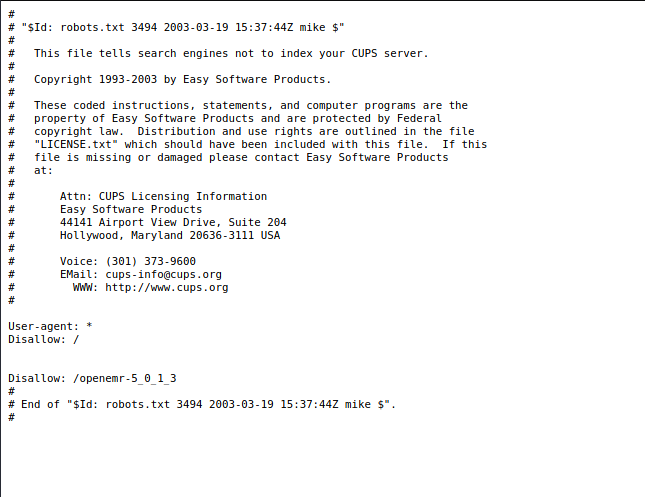 #
# "$Id: robots.txt 3494 2003-03-19 15:37:44Z mike $"
#
#   This file tells search engines not to index your CUPS server.
#
#   Copyright 1993-2003 by Easy Software Products.
#
#   These coded instructions, statements, and computer programs are the
#   property of Easy Software Products and are protected by Federal
#   copyright law.  Distribution and use rights are outlined in the file
#   "LICENSE.txt" which should have been included with this file.  If this
#   file is missing or damaged please contact Easy Software Products
#   at:
#
#       Attn: CUPS Licensing Information
#       Easy Software Products
#       44141 Airport View Drive, Suite 204
#       Hollywood, Maryland 20636-3111 USA
#
#       Voice: (301) 373-9600
#       EMail: cups-info@cups.org
#         WWW: http://www.cups.org
#
User-agent: *
Disallow: /
Disallow: /openemr-5_0_1_3
#
# End of "$Id: robots.txt 3494 2003-03-19 15:37:44Z mike $".
#